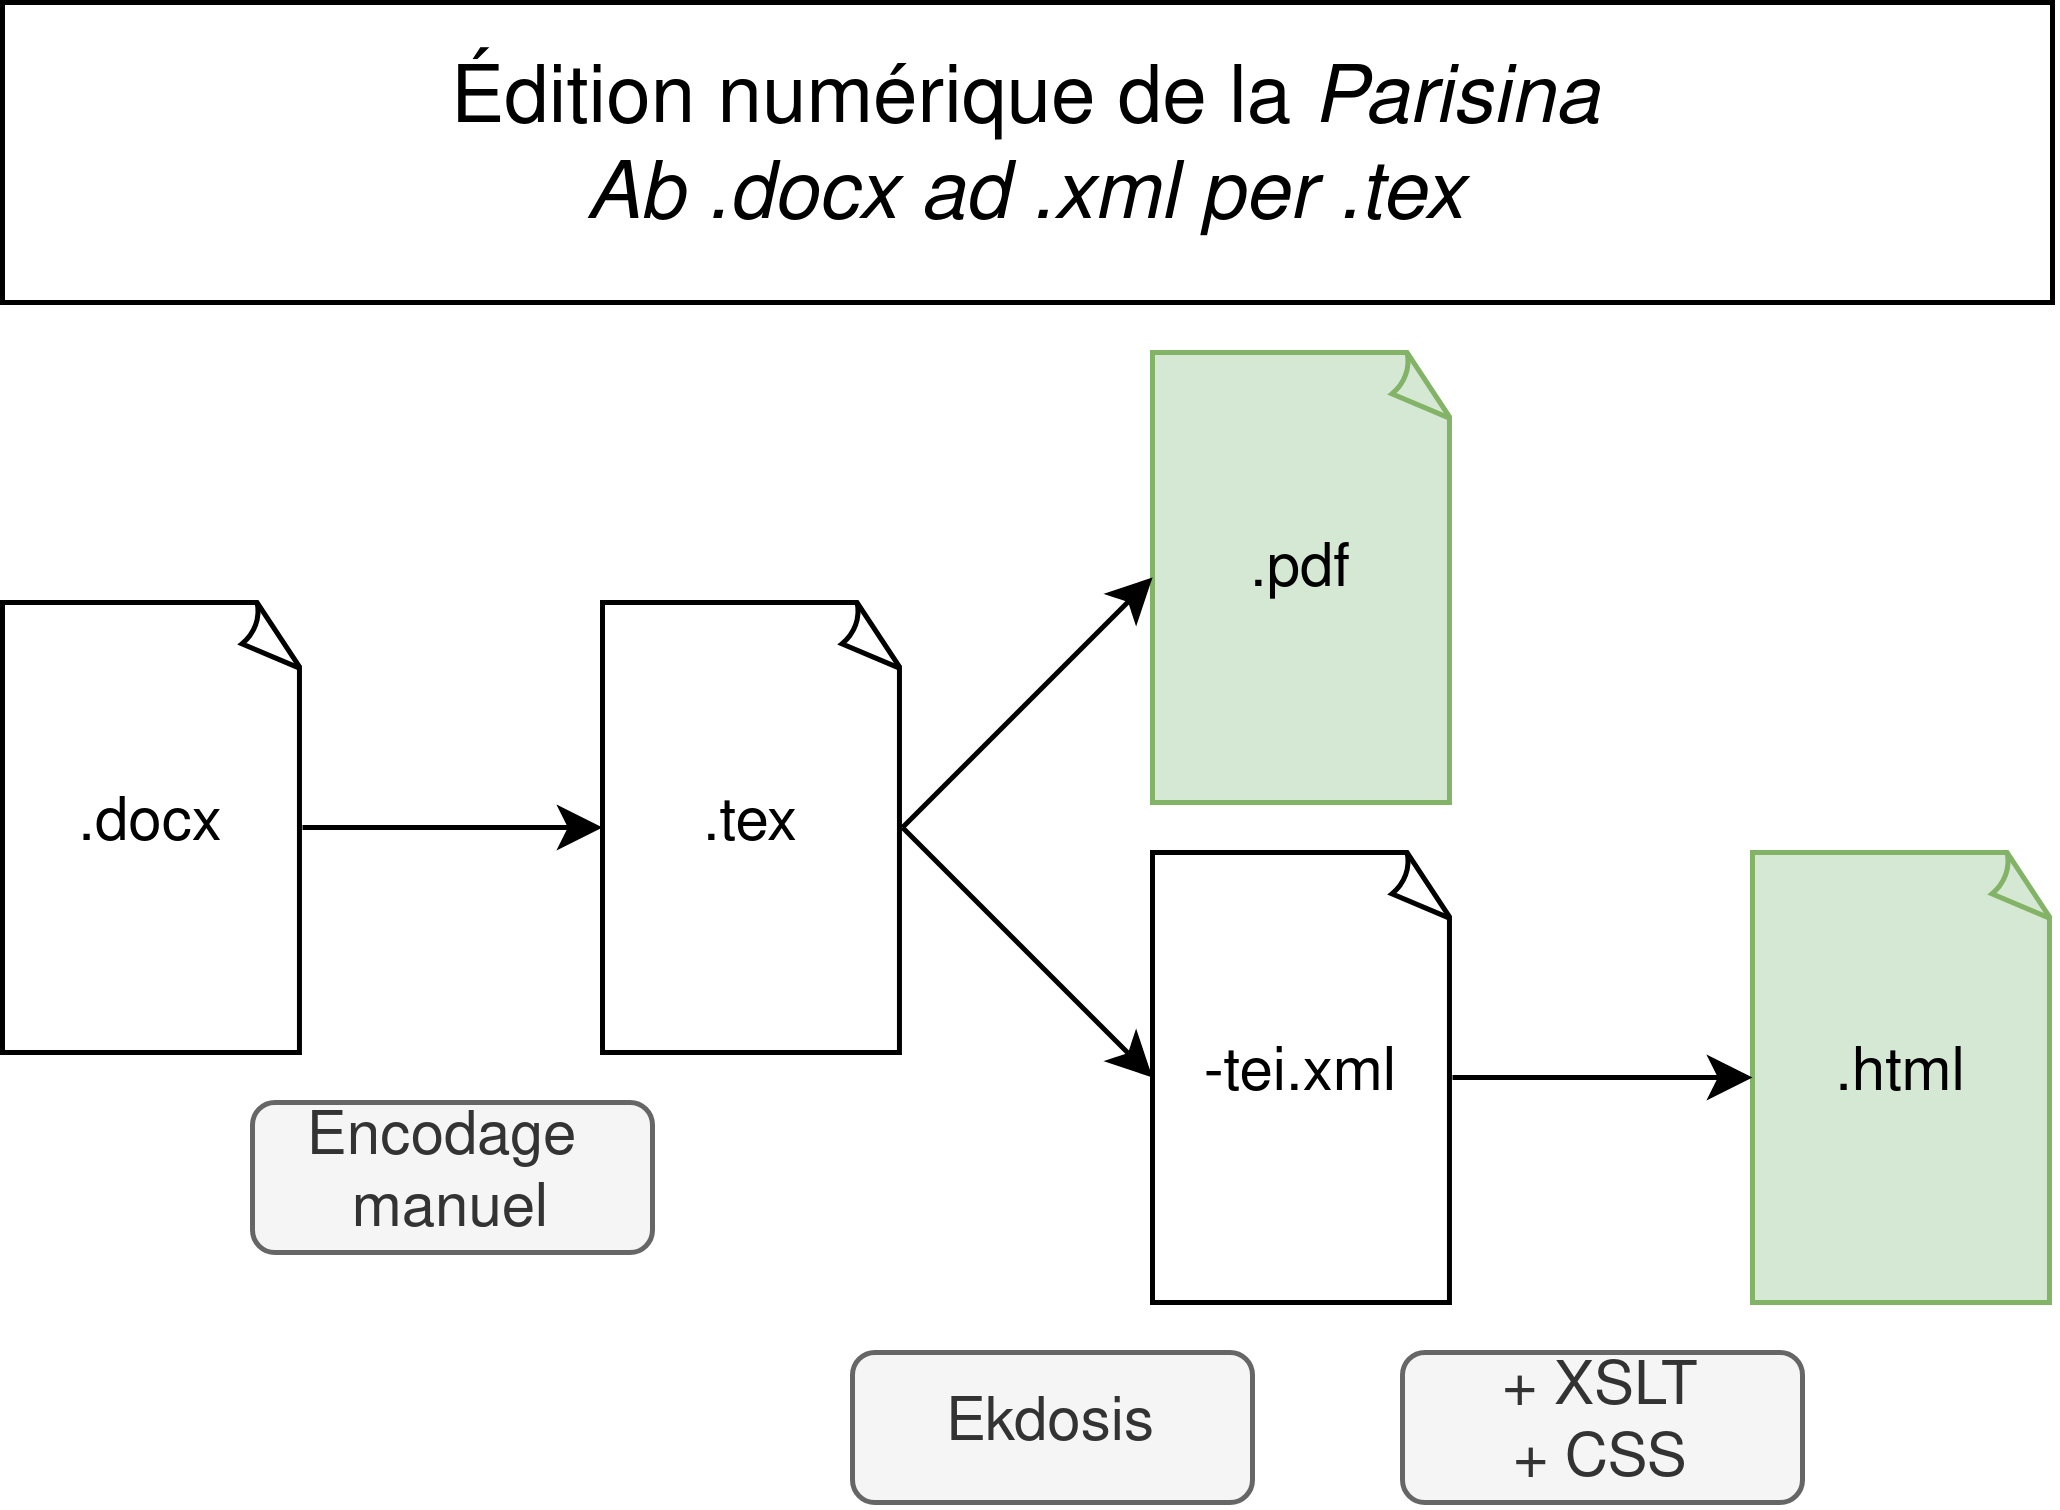 Édition numérique de la Parisina
Ab .docx ad .xml per .tex
.pdf
.docx
.tex
-tei.xml
.html
Encodage
manuel
Ekdosis
+ XSLT
+ CSS